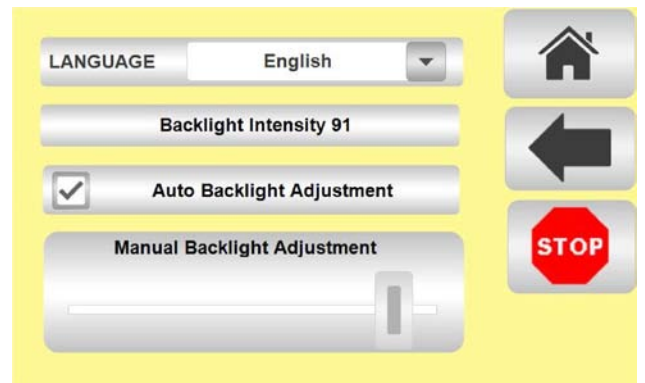 LANGUAGE English
Backlight Intensity 91
Auto Backlight Adjustment
Manual Backlight Adjustment
STOP